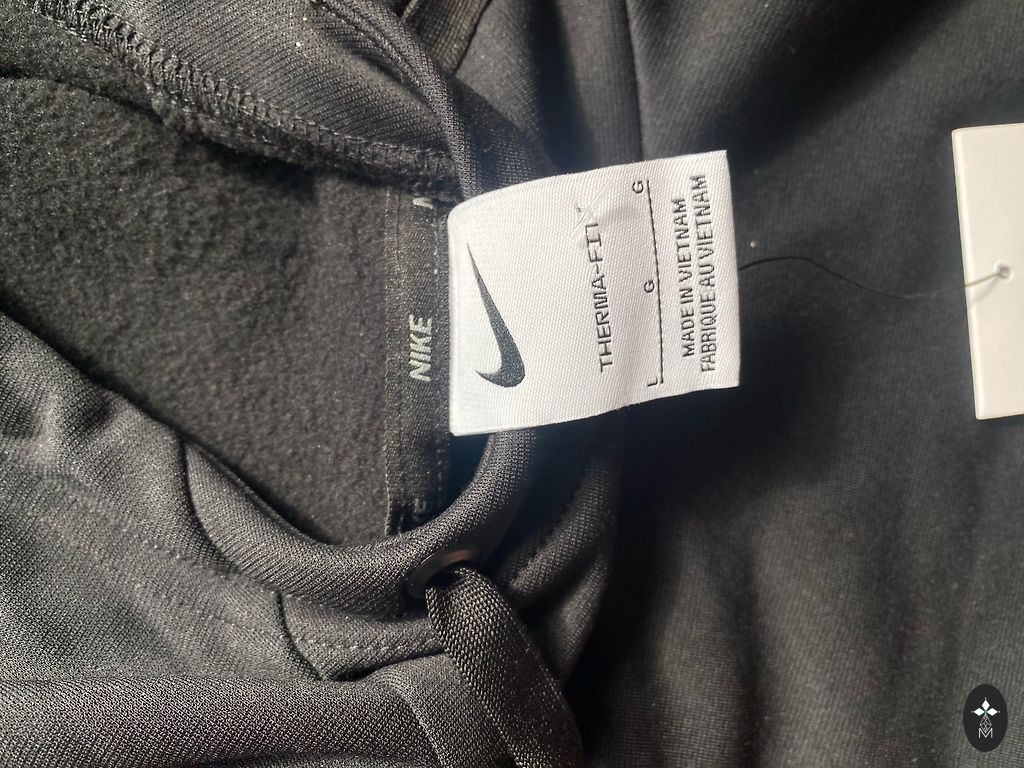 NIKE
THERMA-FIT
L G G
MADE IN VIETNAM
FABRIQUE AU VIETNAM
M